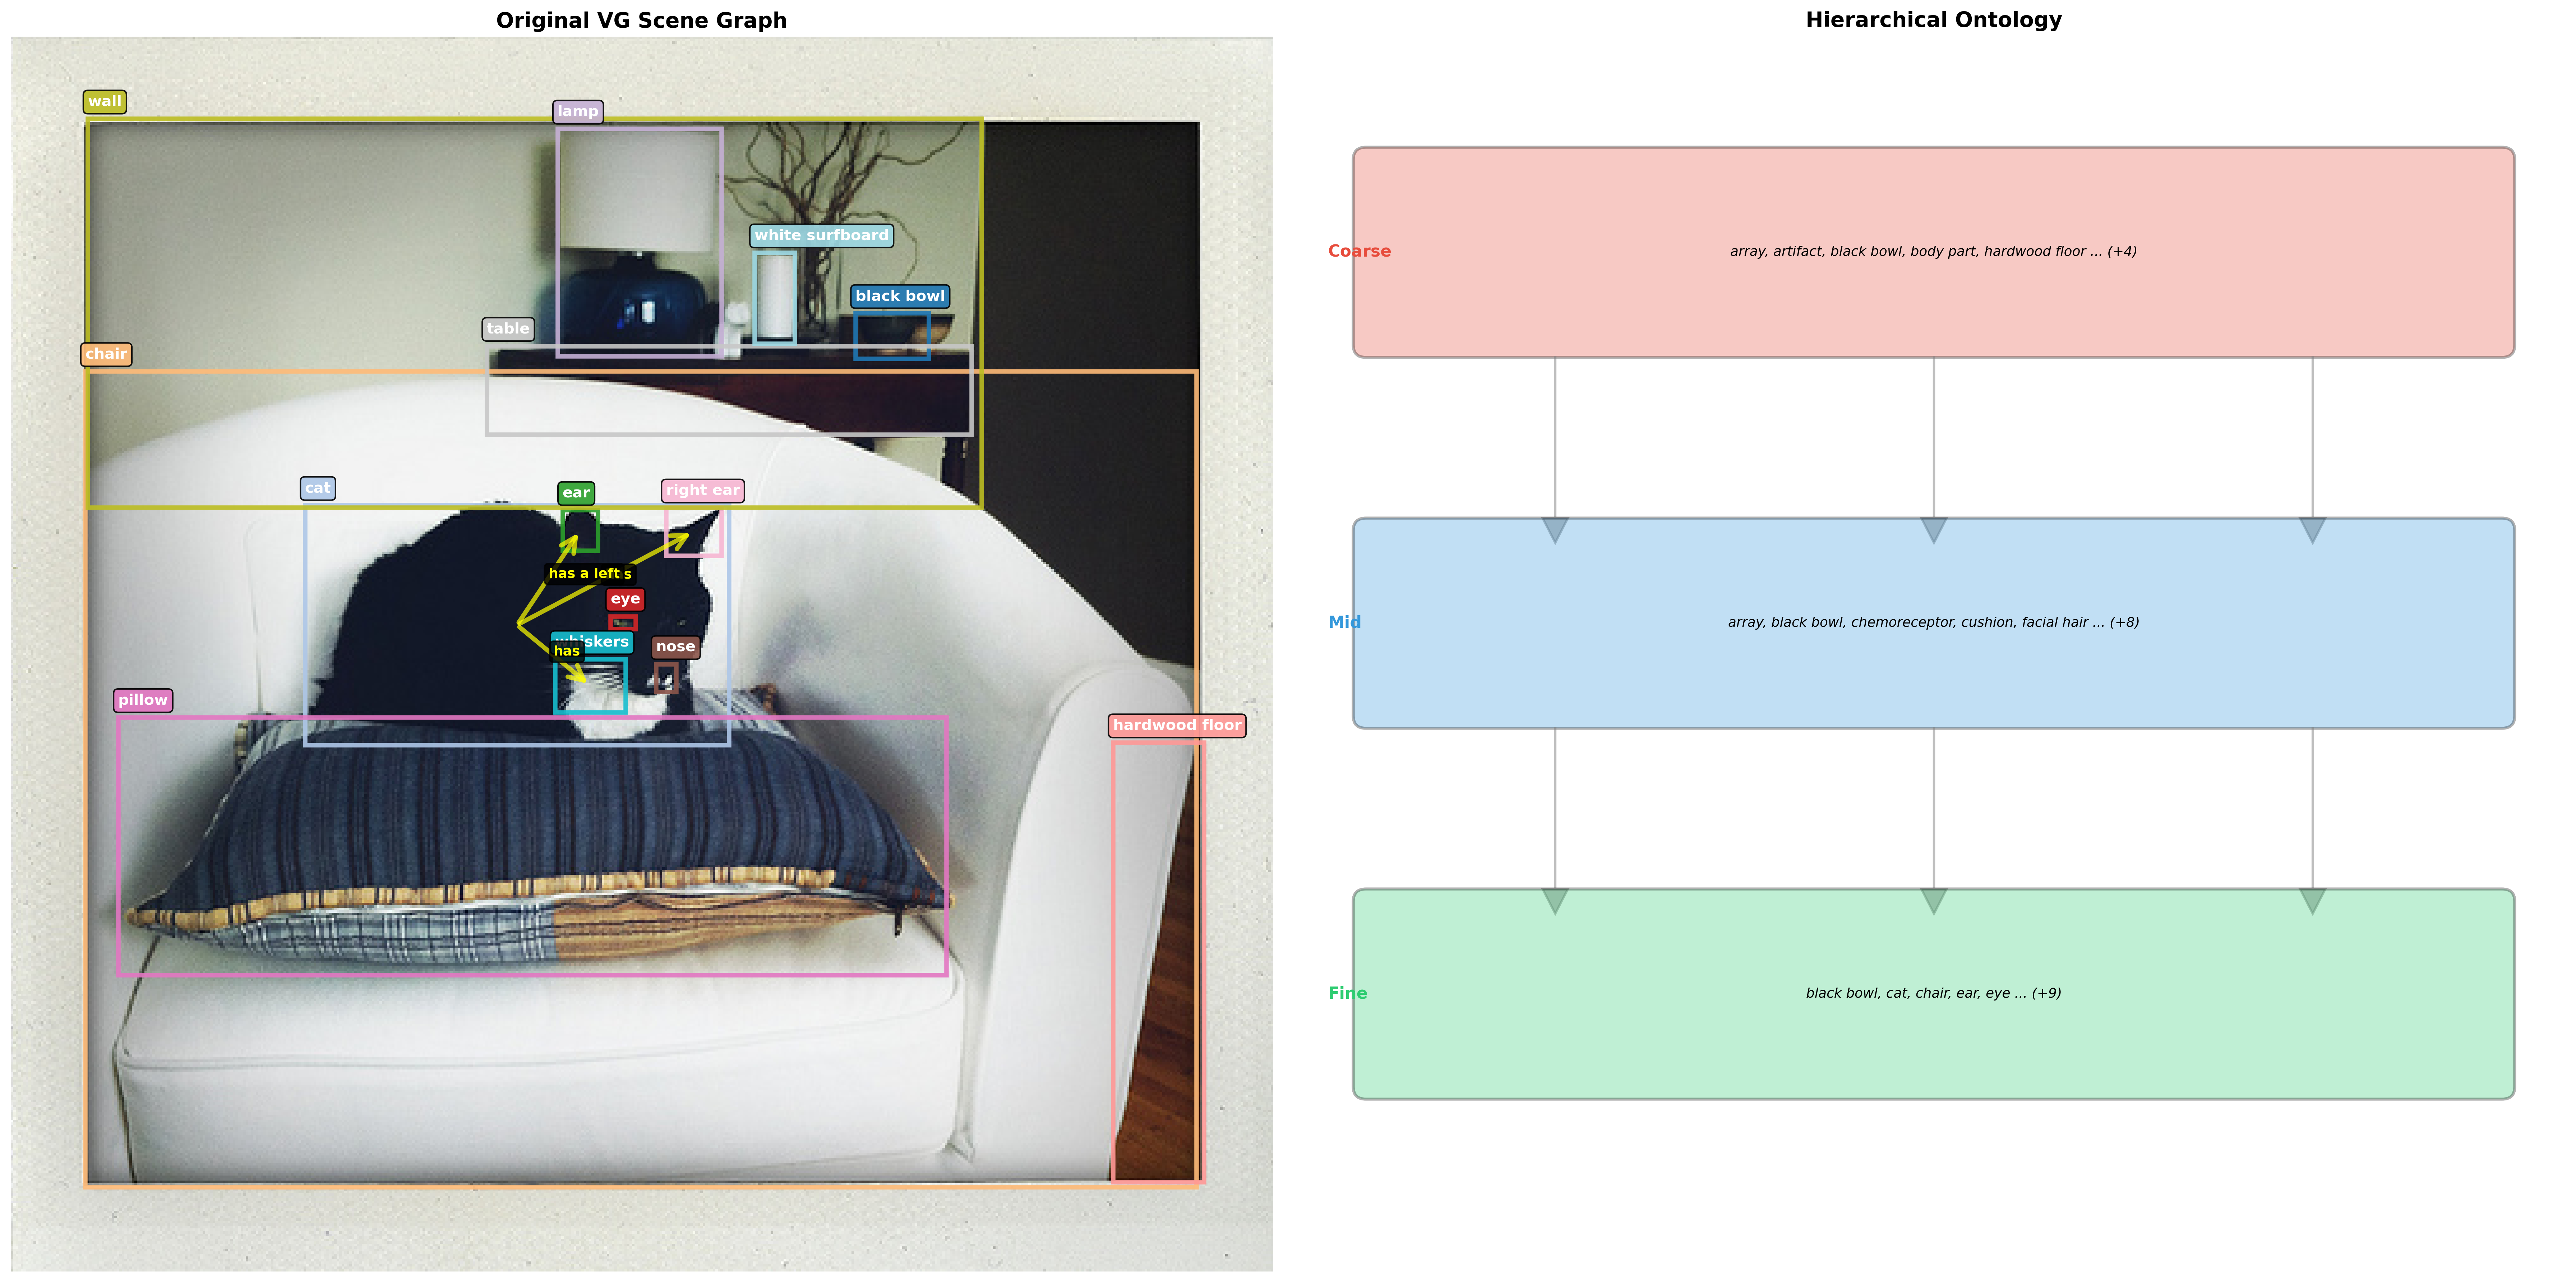 Original VG Scene Graph
wall
lamp
white surfboard
black bowl
table
chair
cat
ear
right ear
has a left
eye
whiskers
has
nose
pillow
hardwood floor
Hierarchical Ontology
Coarse
array, artifact, black bowl, body part, hardwood floor ... (+4)
Mid
array, black bowl, chemoreceptor, cushion, facial hair ... (+8)
Fine
black bowl, cat, chair, ear, eye ... (+9)